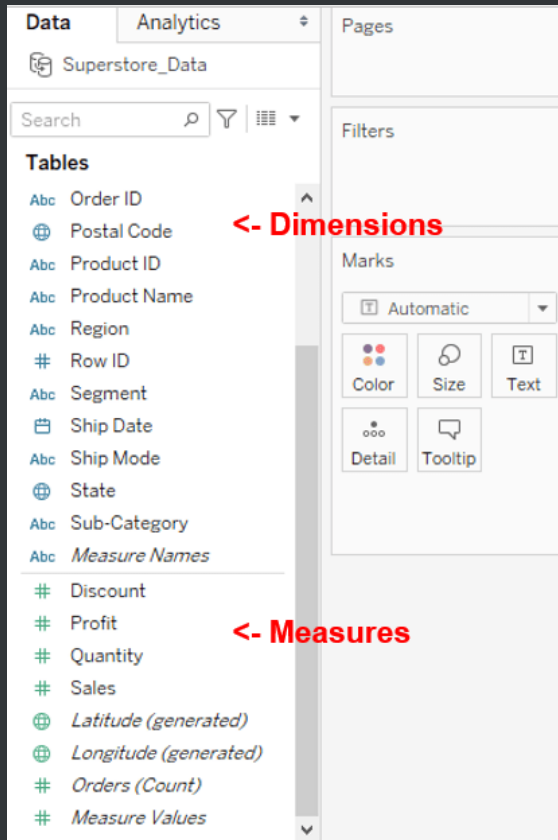 Data Analytics
Superstore_Data
Search
Tables
Abc Order ID
Postal Code
Abc Product ID
Abc Product Name
Abc Region
# Row ID
Abc Segment
Ship Date
Abc Ship Mode
State
Abc Sub-Category
Abc Measure Names
# Discount
# Profit
# Quantity
# Sales
Latitude (generated)
Longitude (generated)
# Orders (Count)
# Measure Values
<- Dimensions
<- Measures
Pages
Filters
Marks
T Automatic
Color Size T Text
Detail Tooltip